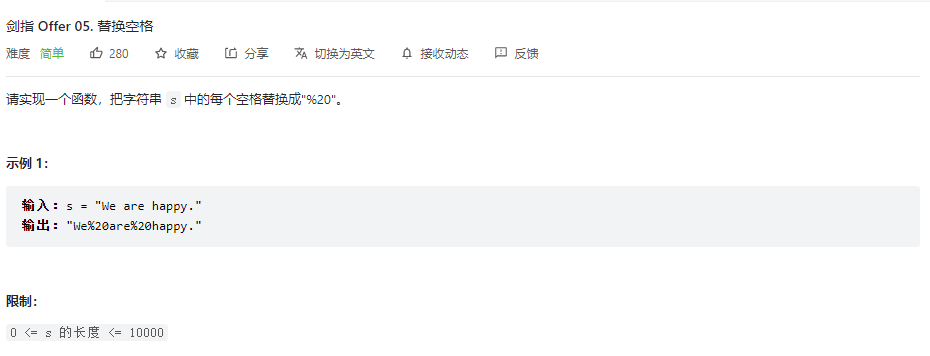 剑指 Offer 05. 替换空格
难度 简单 280 收藏 分享 切换为英文 接收动态 反馈
请实现一个函数，把字符串 s 中的每个空格替换成"%20"。
示例 1：
输入：s = "We are happy."
输出："We%20are%20happy."
限制：
0 <= s 的长度 <= 10000